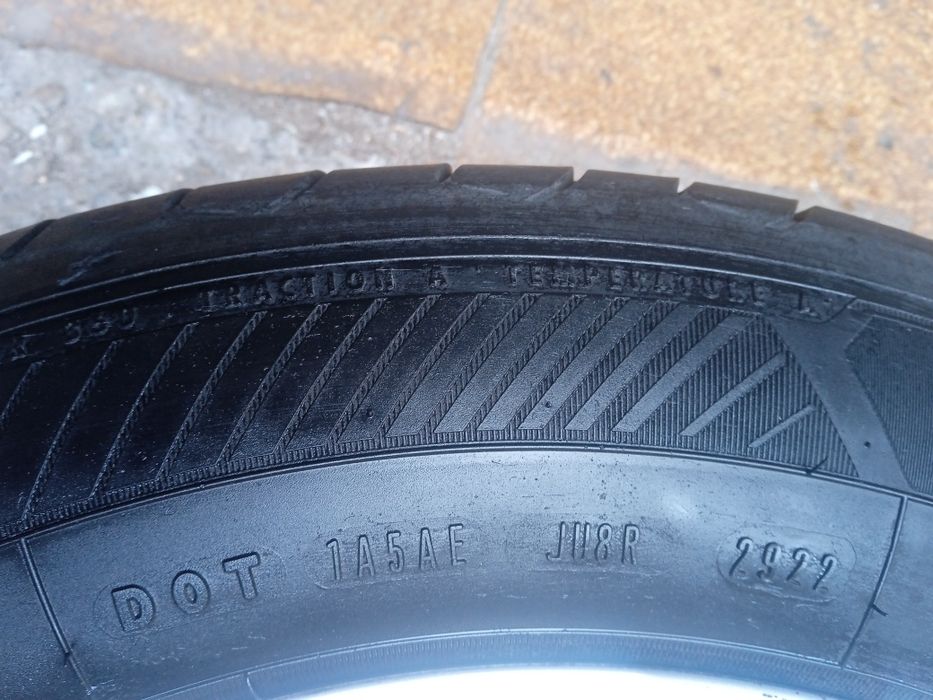 TRACTION A TEMPERATURE
DOT 1A5AE JU8R 2922